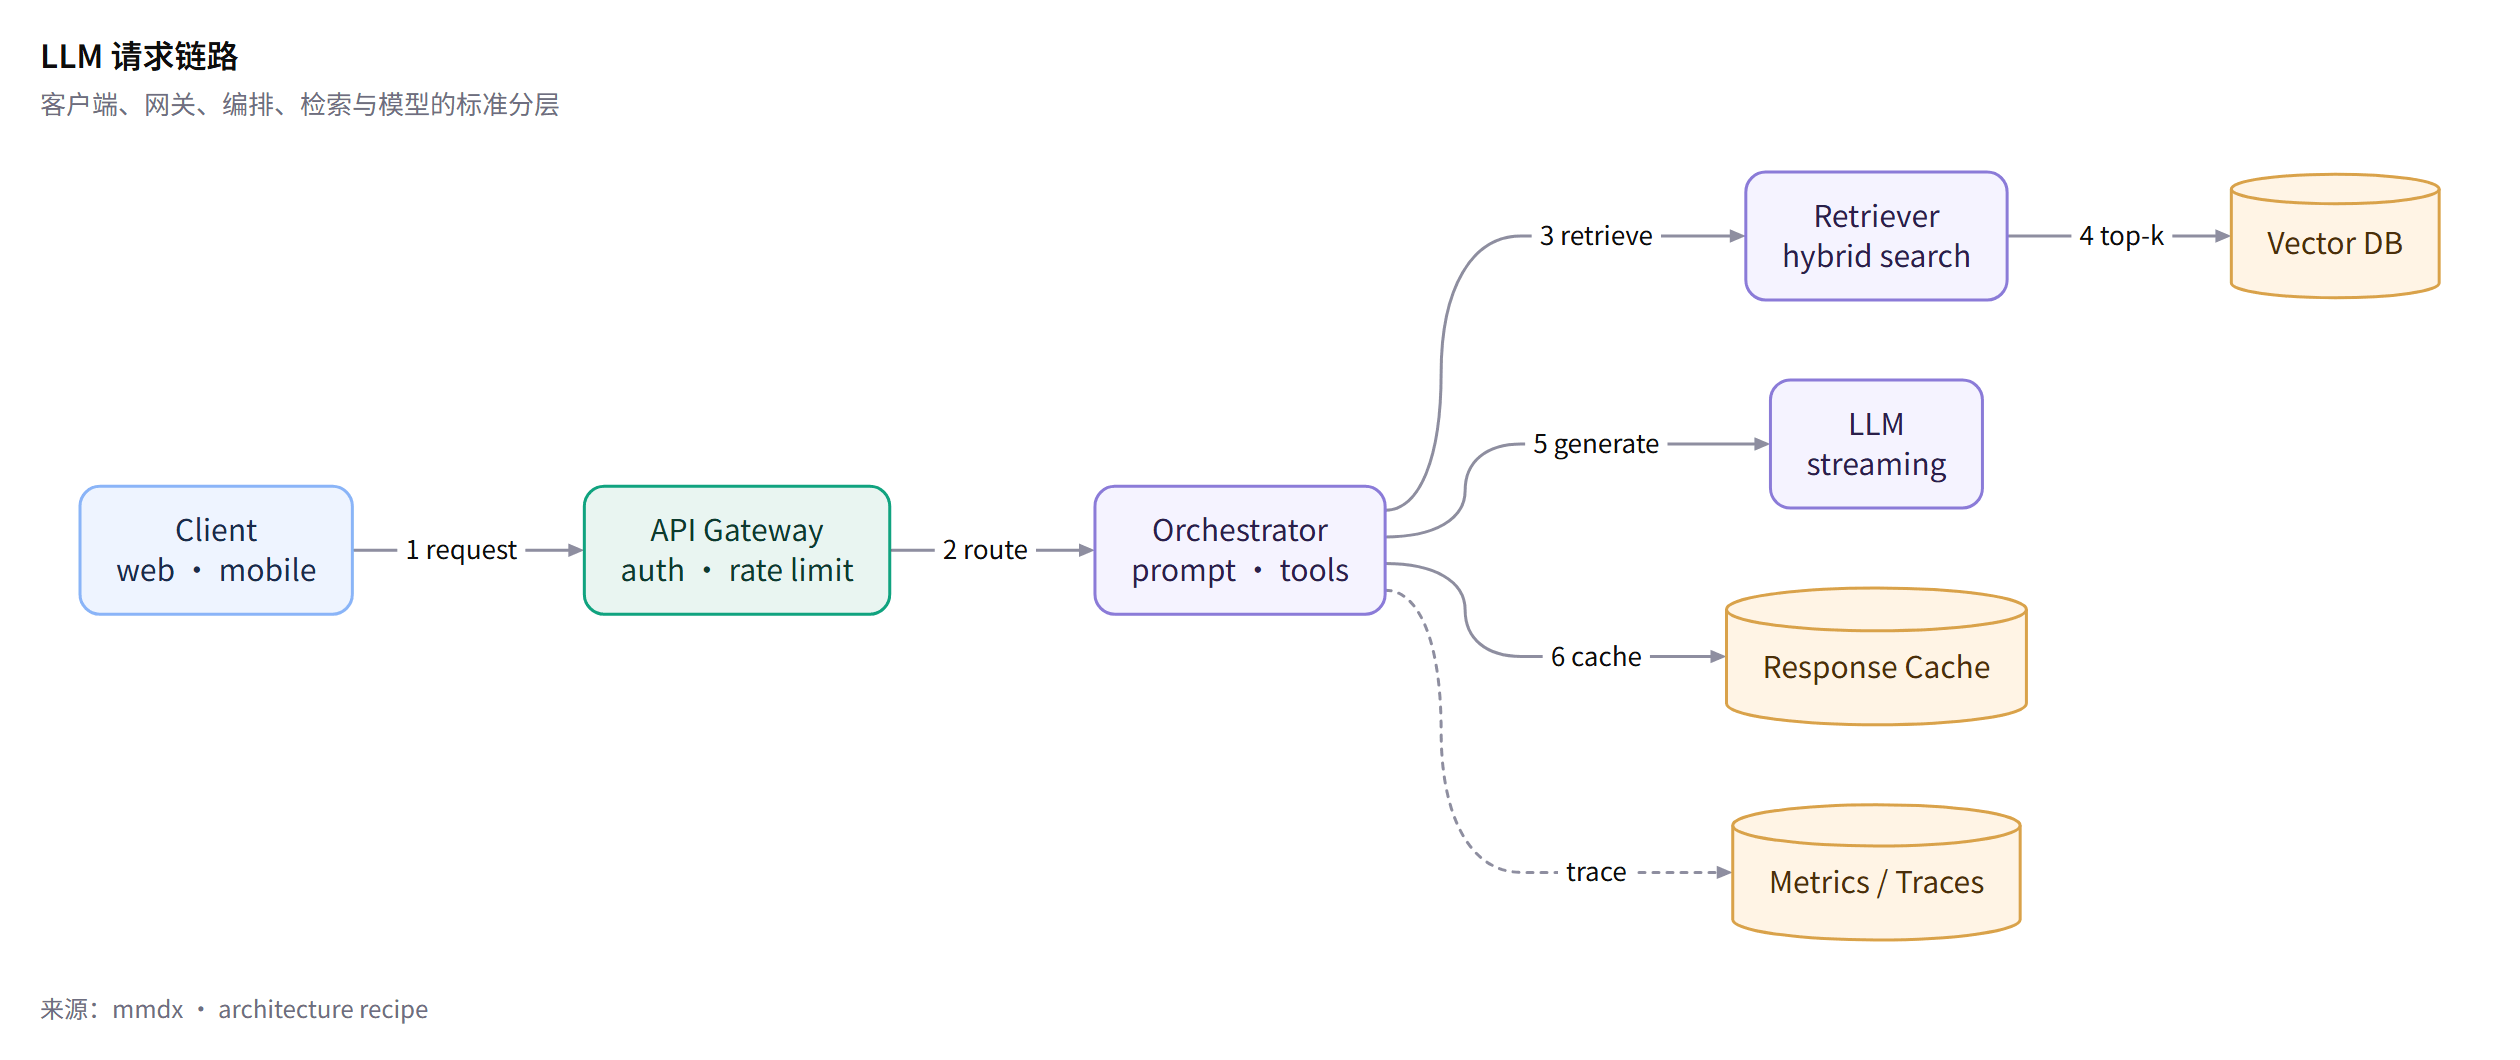 LLM 请求链路
客户端、网关、编排、检索与模型的标准分层
Client
web · mobile
1 request
API Gateway
auth · rate limit
2 route
Orchestrator
prompt · tools
3 retrieve
Retriever
hybrid search
4 top-k
Vector DB
5 generate
LLM
streaming
6 cache
Response Cache
trace
Metrics / Traces
来源：mmdx · architecture recipe